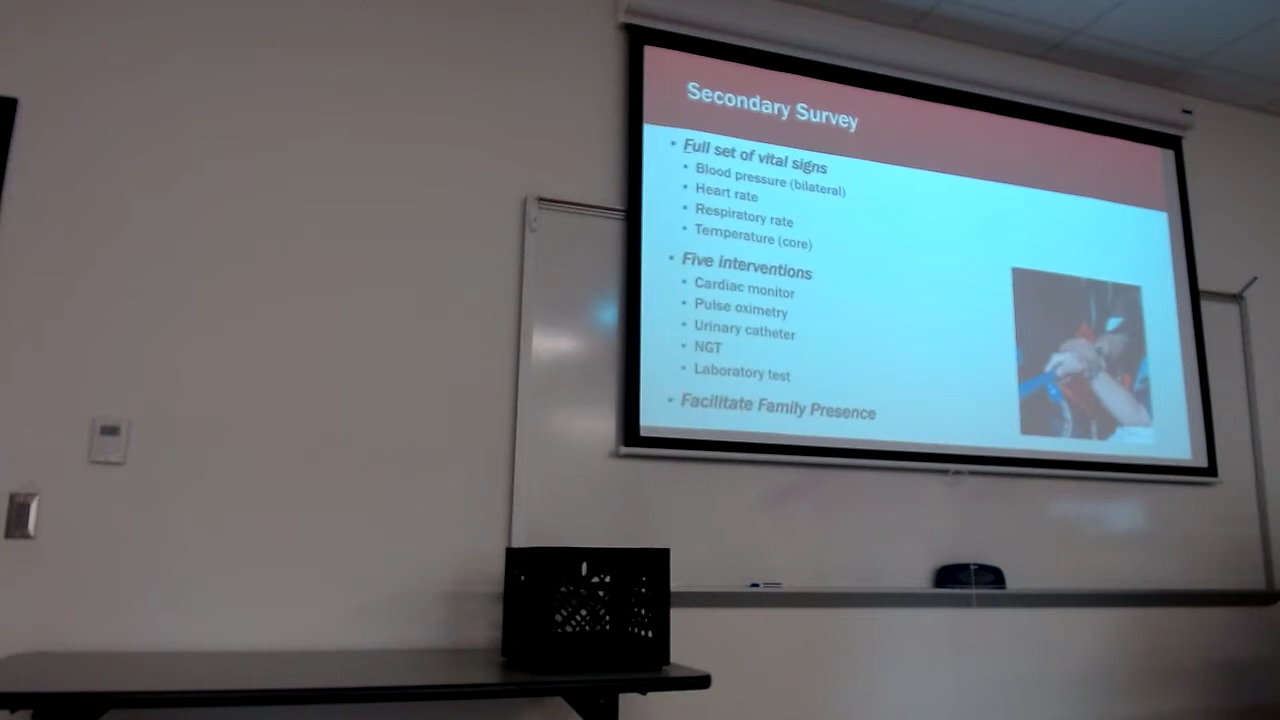 Secondary Survey
• Full set of vital signs
• Blood pressure (bilateral)
• Heart rate
• Respiratory rate
• Temperature (core)
• Five interventions
• Cardiac monitor
• Pulse oximetry
• Urinary catheter
• NGT
• Laboratory test
• Facilitate Family Presence